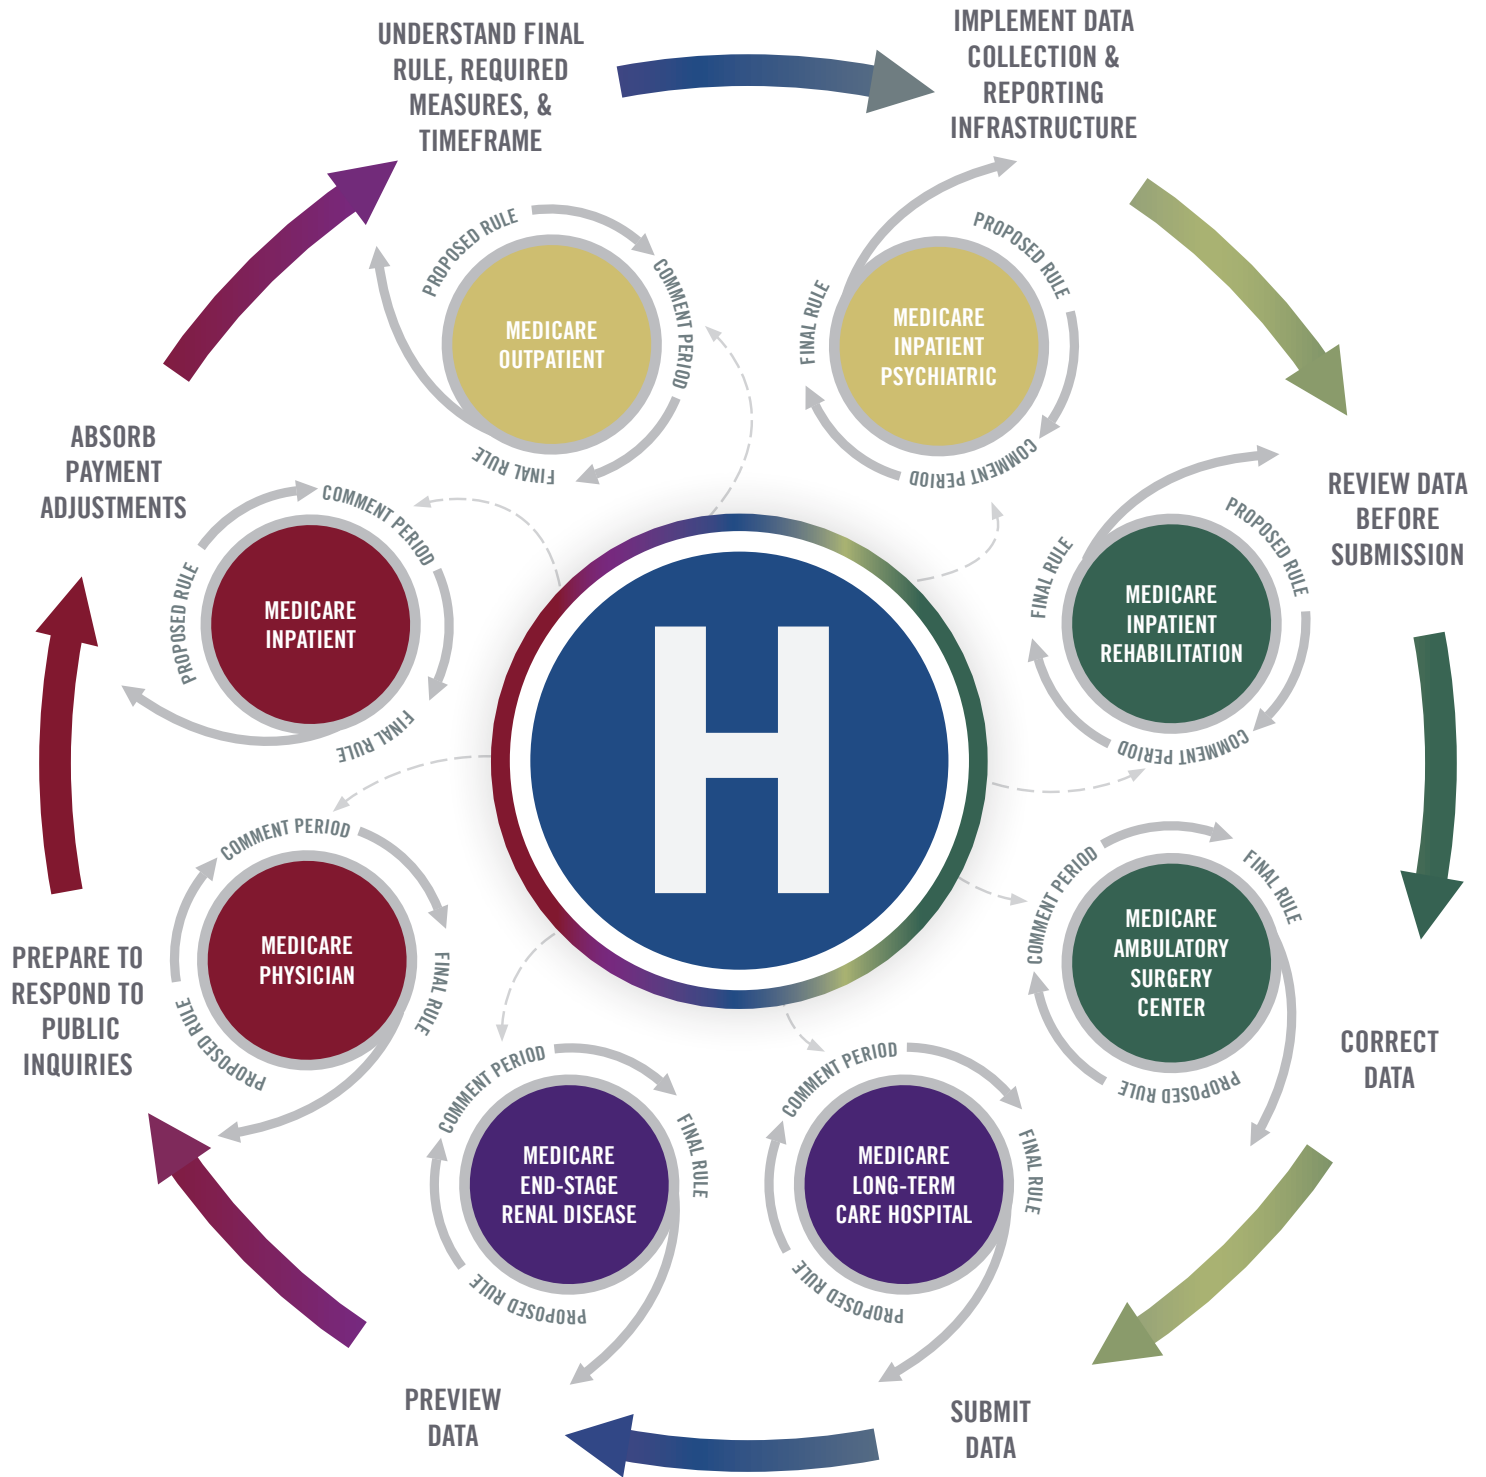 UNDERSTAND FINAL
RULE, REQUIRED
MEASURES, &
TIMEFRAME
IMPLEMENT DATA
COLLECTION &
REPORTING
INFRASTRUCTURE
REVIEW DATA
BEFORE
SUBMISSION
CORRECT
DATA
SUBMIT
DATA
PREVIEW
DATA
PREPARE TO
RESPOND TO
PUBLIC
INQUIRIES
ABSORB
PAYMENT
ADJUSTMENTS
PROPOSED RULE
COMMENT PERIOD
FINAL RULE
MEDICARE
OUTPATIENT
PROPOSED RULE
COMMENT PERIOD
FINAL RULE
MEDICARE
INPATIENT
PSYCHIATRIC
PROPOSED RULE
COMMENT PERIOD
FINAL RULE
MEDICARE
INPATIENT
REHABILITATION
PROPOSED RULE
COMMENT PERIOD
FINAL RULE
MEDICARE
AMBULATORY
SURGERY
CENTER
PROPOSED RULE
COMMENT PERIOD
FINAL RULE
MEDICARE
LONG-TERM
CARE HOSPITAL
PROPOSED RULE
COMMENT PERIOD
FINAL RULE
MEDICARE
END-STAGE
RENAL DISEASE
PROPOSED RULE
COMMENT PERIOD
FINAL RULE
MEDICARE
PHYSICIAN
PROPOSED RULE
COMMENT PERIOD
FINAL RULE
MEDICARE
INPATIENT
H